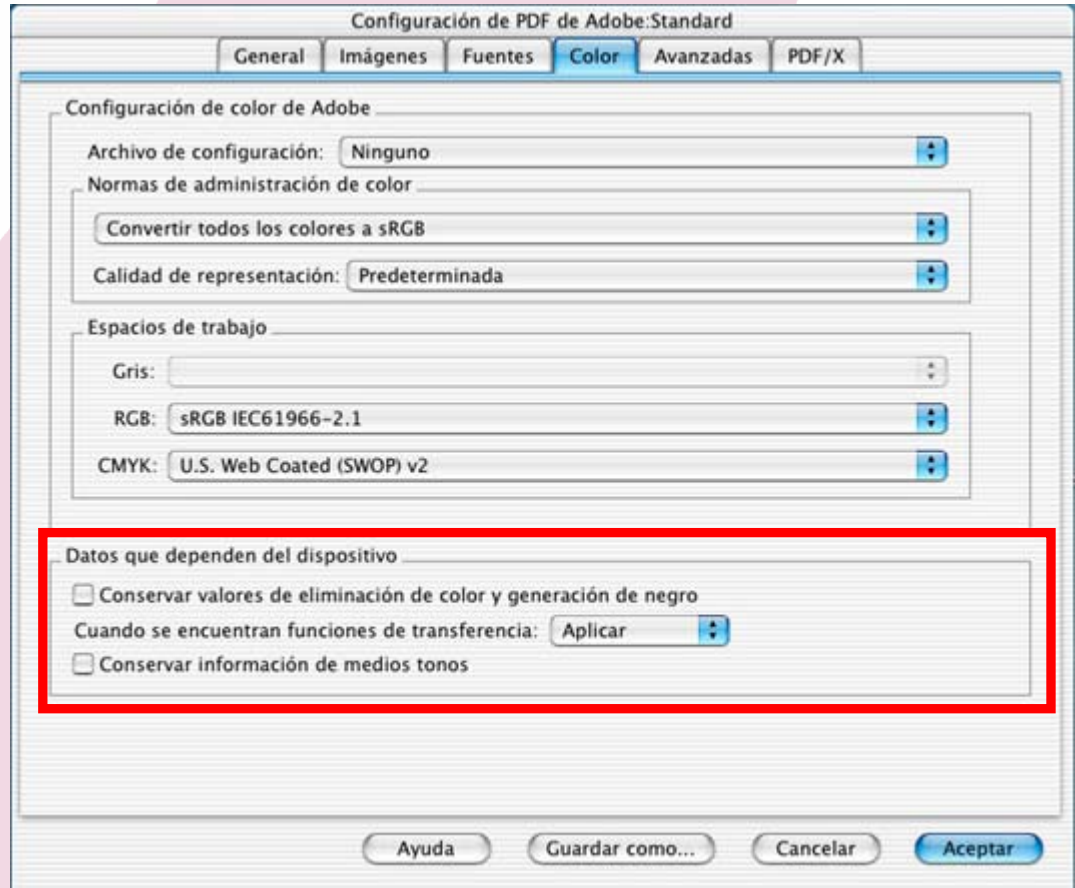 Configuración de PDF de Adobe:Standard
General Imágenes Fuentes Color Avanzadas PDF/X
Configuración de color de Adobe
Archivo de configuración: Ninguno
Normas de administración de color
Convertir todos los colores a sRGB
Calidad de representación: Predeterminada
Espacios de trabajo
Gris:
RGB: sRGB IEC61966-2.1
CMYK: U.S. Web Coated (SWOP) v2
Datos que dependen del dispositivo
Conservar valores de eliminación de color y generación de negro
Cuando se encuentran funciones de transferencia: Aplicar
Conservar información de medios tonos
Ayuda Guardar como... Cancelar Aceptar